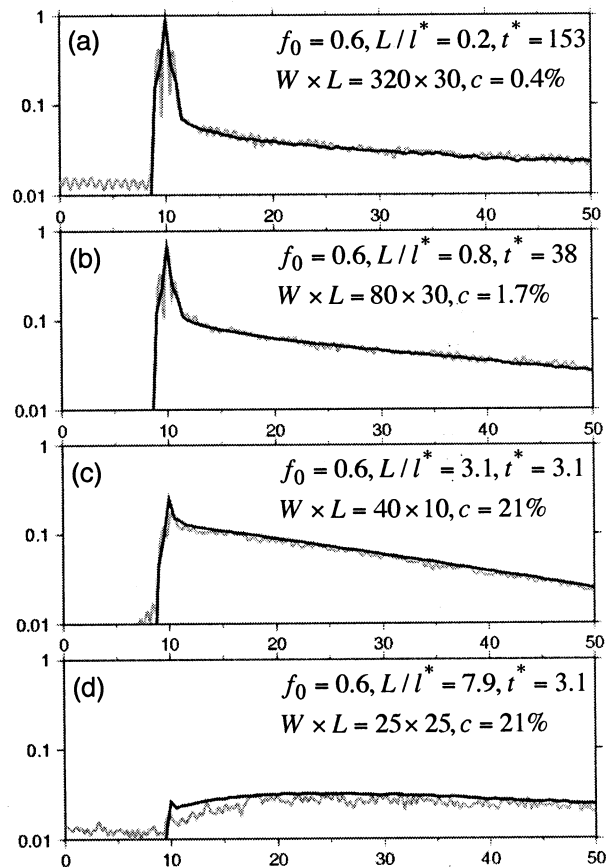 (a)
f₀ = 0.6, L / l* = 0.2, t* = 153
W × L = 320 × 30, c = 0.4%
0.1
0.01
0 10 20 30 40 50
1
(b)
f₀ = 0.6, L / l* = 0.8, t* = 38
W × L = 80 × 30, c = 1.7%
0.1
0.01
0 10 20 30 40 50
1
(c)
f₀ = 0.6, L / l* = 3.1, t* = 3.1
W × L = 40 × 10, c = 21%
0.1
0.01
0 10 20 30 40 50
1
(d)
f₀ = 0.6, L / l* = 7.9, t* = 3.1
W × L = 25 × 25, c = 21%
0.1
0.01
0 10 20 30 40 50